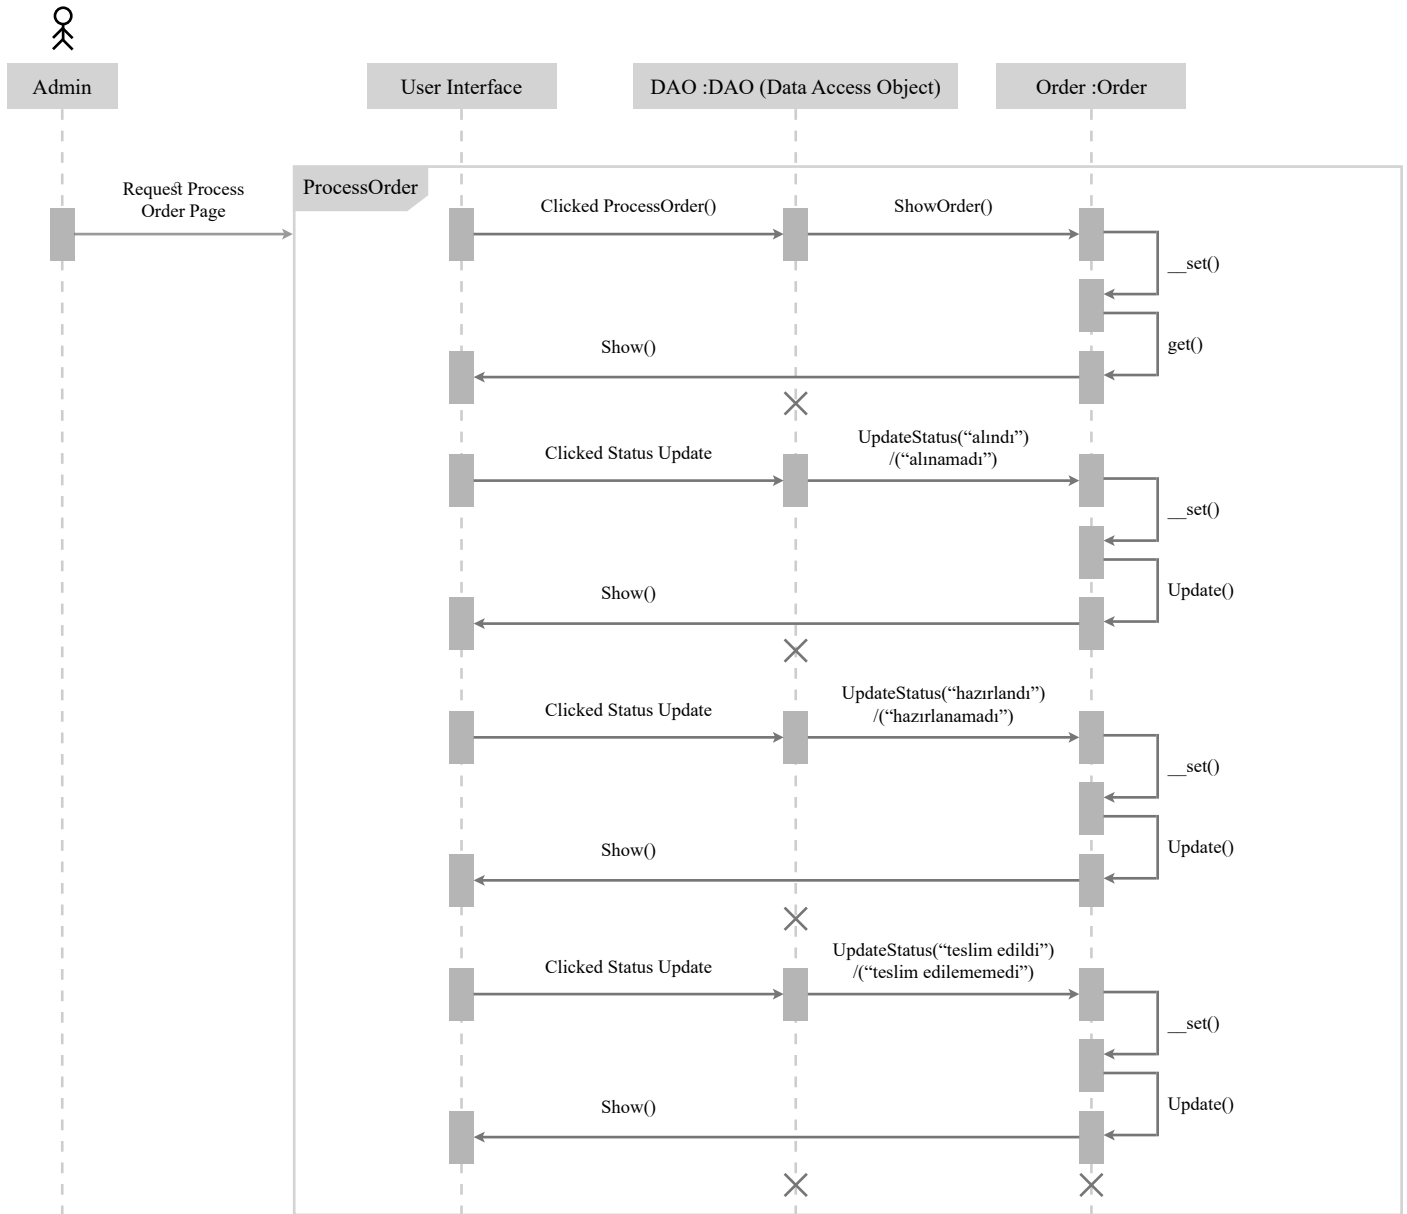 Admin
User Interface
DAO :DAO (Data Access Object)
Order :Order
Request Process
Order Page
ProcessOrder
Clicked ProcessOrder()
ShowOrder()
__set()
get()
Show()
Clicked Status Update
UpdateStatus(“alındı”)
/(“alınamadı”)
__set()
Update()
Show()
Clicked Status Update
UpdateStatus(“hazırlandı”)
/(“hazırlanamadı”)
__set()
Update()
Show()
Clicked Status Update
UpdateStatus(“teslim edildi”)
/(“teslim edilememedi”)
__set()
Update()
Show()